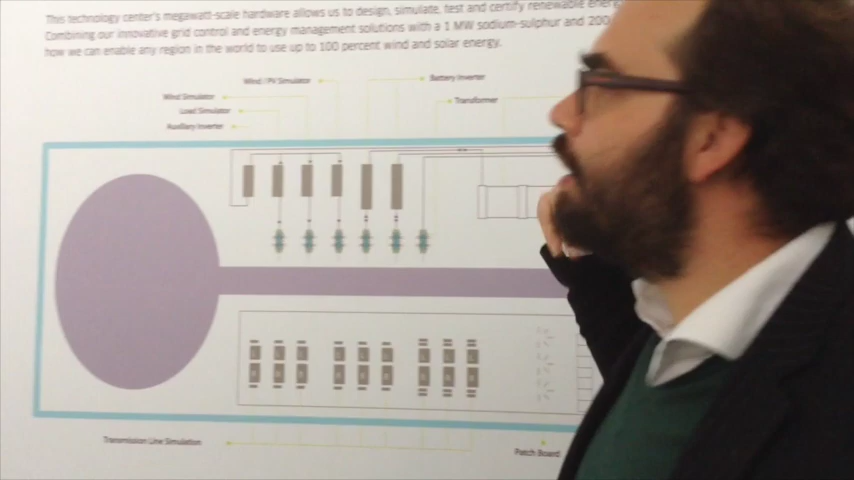 This technology center's megawatt-scale hardware allows us to design, simulate, test and certify renewable
Combining our innovative grid control and energy management solutions with a 1 MW sodium-sulphur and 200
how we can enable any region in the world to use up to 100 percent wind and solar energy.
Wind / PV Simulator
Battery Inverter
Wind Simulator
Transformer
Load Simulator
Auxiliary Inverter
Transmission Line Simulation
Patch Board